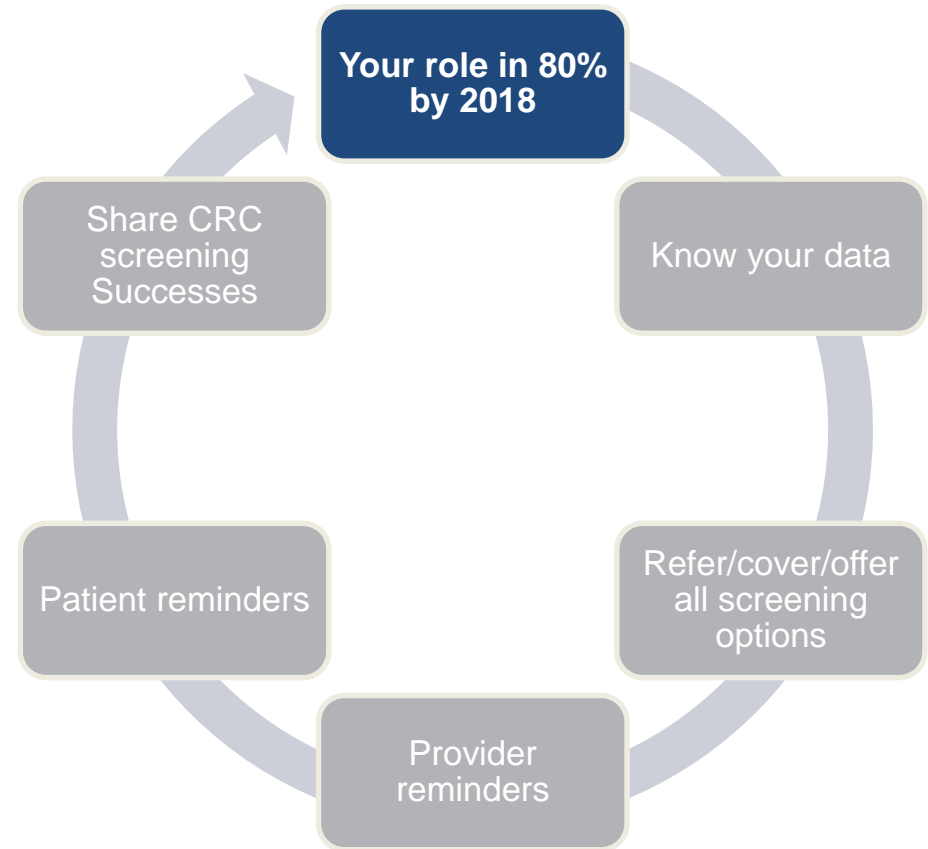 Your role in 80%
by 2018
Know your data
Refer/cover/offer
all screening
options
Provider
reminders
Patient reminders
Share CRC
screening
Successes